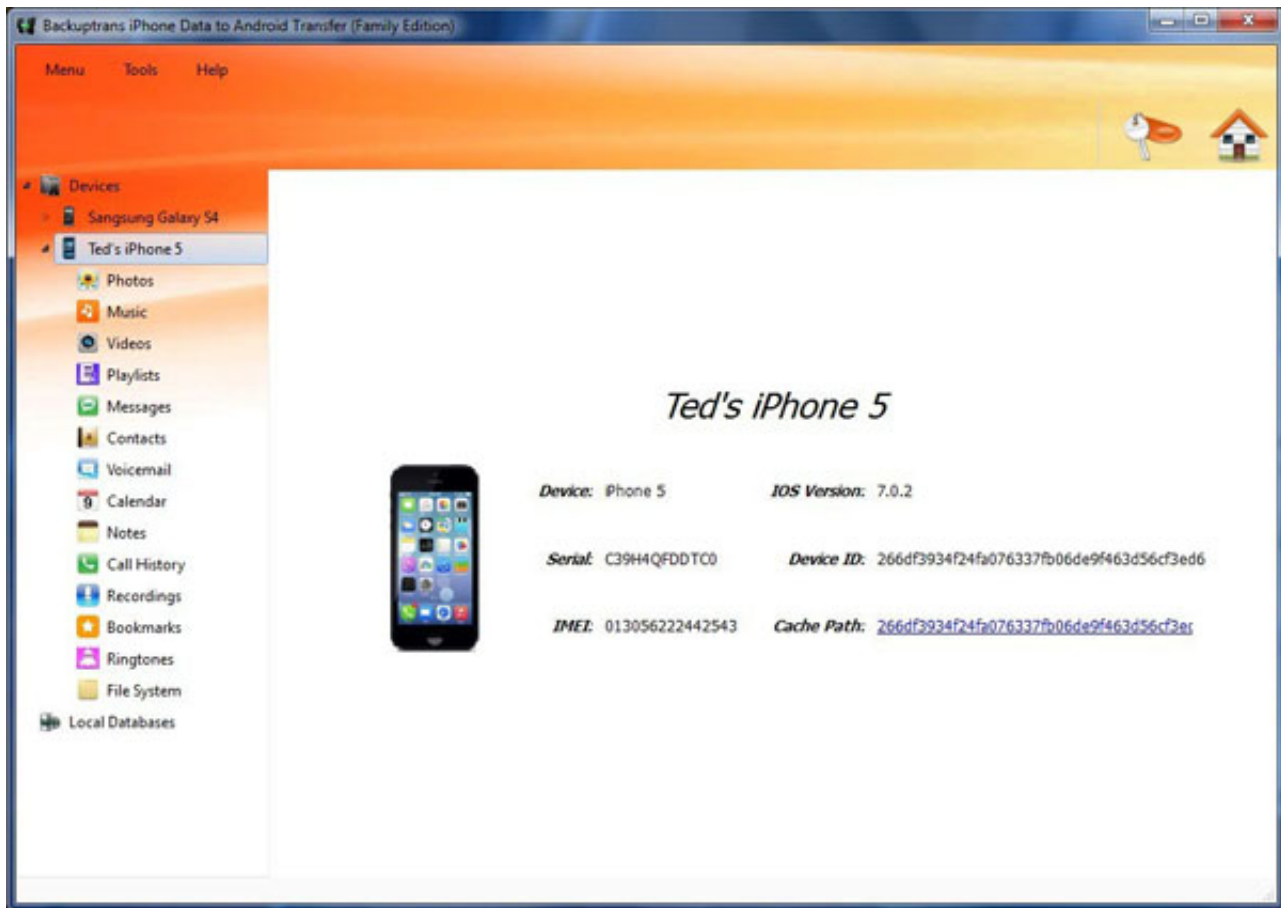 Backuptrans iPhone Data to Android Transfer (Family Edition)
Menu Tools Help
Devices
Sangsung Galaxy S4
Ted's iPhone 5
Photos
Music
Videos
Playlists
Messages
Contacts
Voicemail
9 Calendar
Notes
Call History
Recordings
Bookmarks
Ringtones
File System
Local Databases
Ted's iPhone 5
Device: iPhone 5 IOS Version: 7.0.2
Serial: C39H4QFDDTC0 Device ID: 266df3934f24fa076337fb06de9f463d56cf3ed6
IMEI: 013056222442543 Cache Path: 266df3934f24fa076337fb06de9f463d56cf3ec